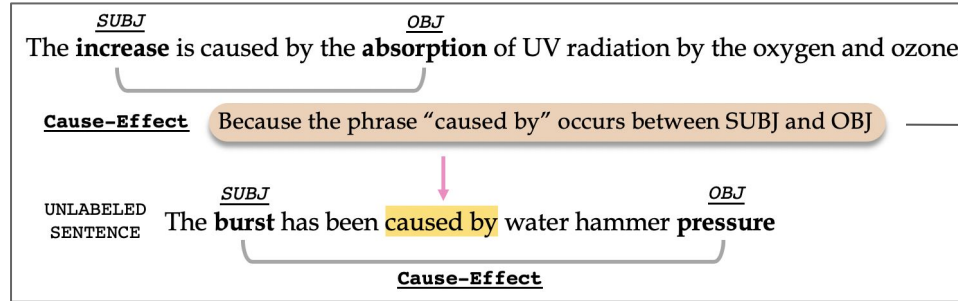 SUBJ OBJ
The increase is caused by the absorption of UV radiation by the oxygen and ozone
Cause-Effect Because the phrase “caused by” occurs between SUBJ and OBJ
SUBJ OBJ
UNLABELED SENTENCE The burst has been caused by water hammer pressure
Cause-Effect